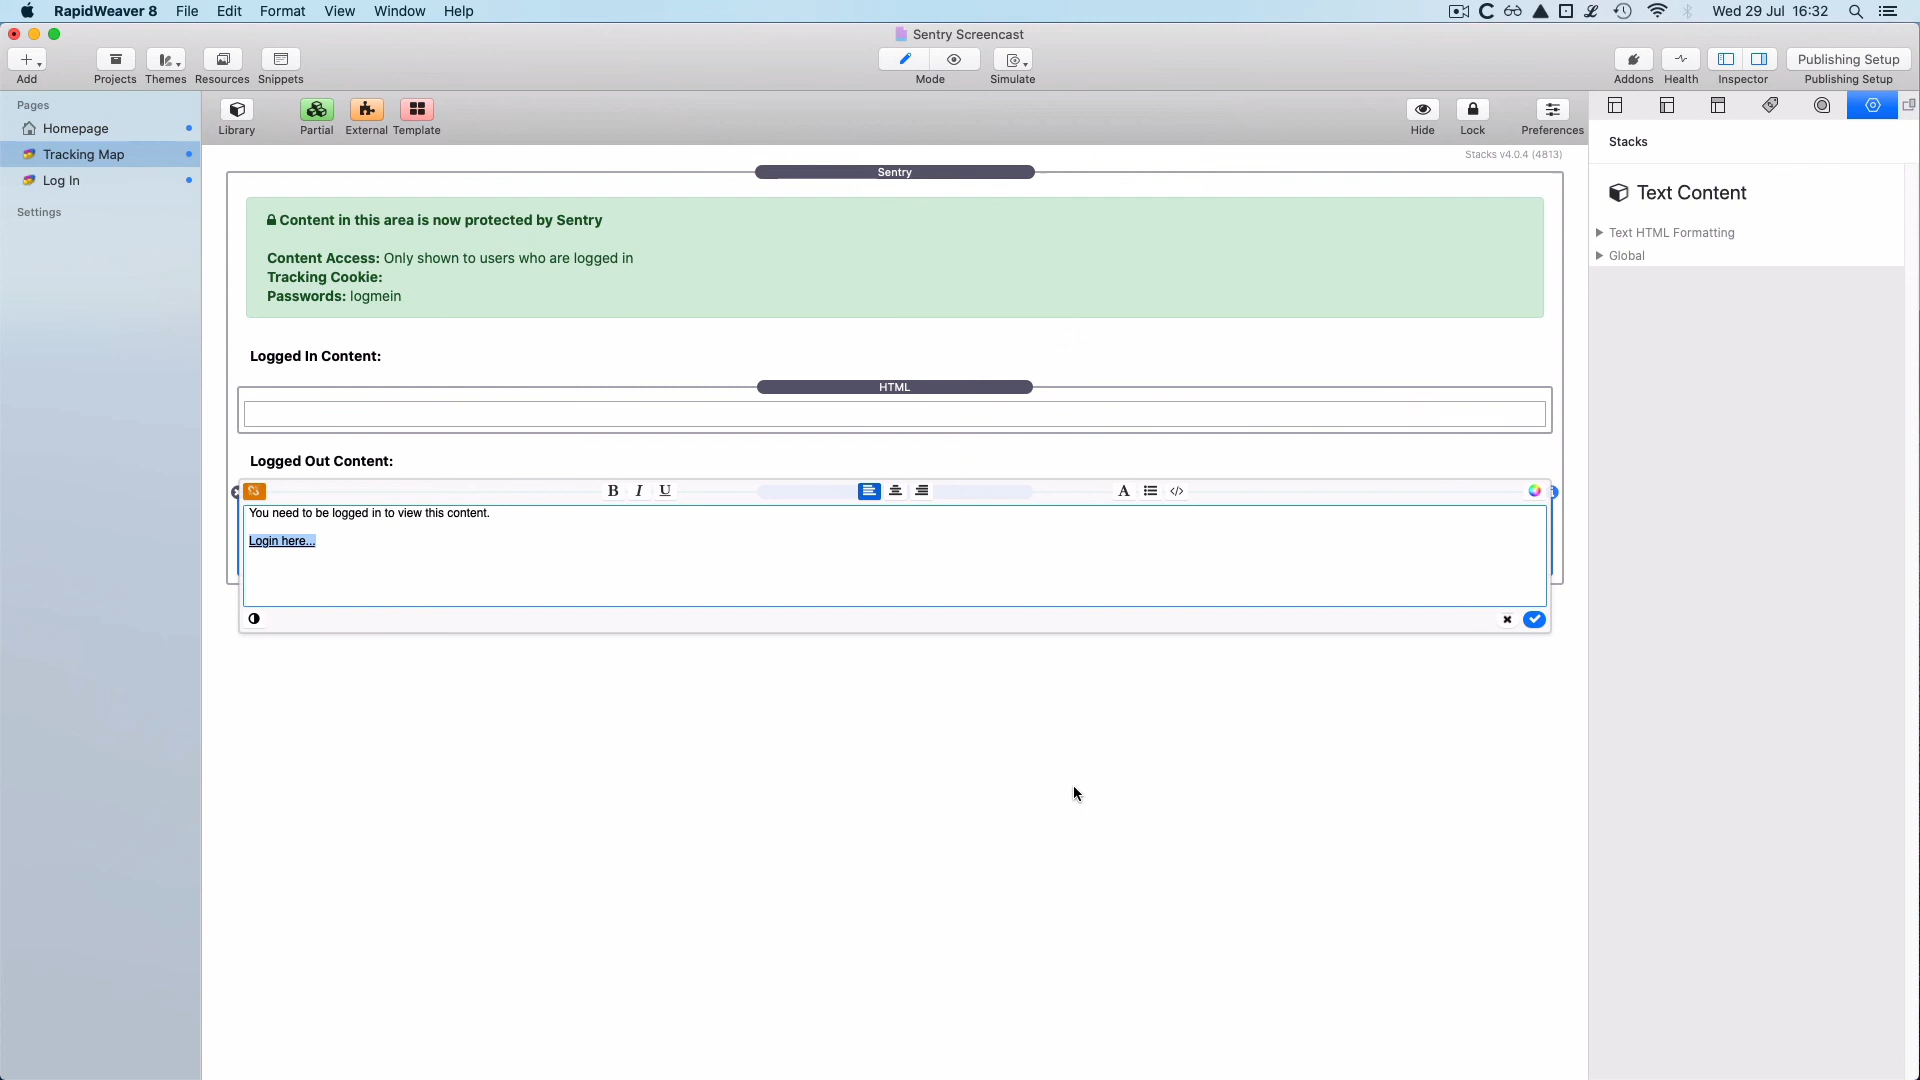 RapidWeaver 8 File Edit Format View Window Help Wed 29 Jul 16:32
Sentry Screencast
Publishing Setup
Add Projects Themes Resources Snippets Mode Simulate Addons Health Inspector Publishing Setup
Pages
Homepage
Tracking Map
Log In
Settings
Library Partial External Template Hide Lock Preferences
Stacks v4.0.4 (4813)
Sentry
Content in this area is now protected by Sentry
Content Access: Only shown to users who are logged in
Tracking Cookie:
Passwords: logmein
Logged In Content:
HTML
Logged Out Content:
B I U A </>
You need to be logged in to view this content.
Login here...
Stacks
Text Content
Text HTML Formatting
Global